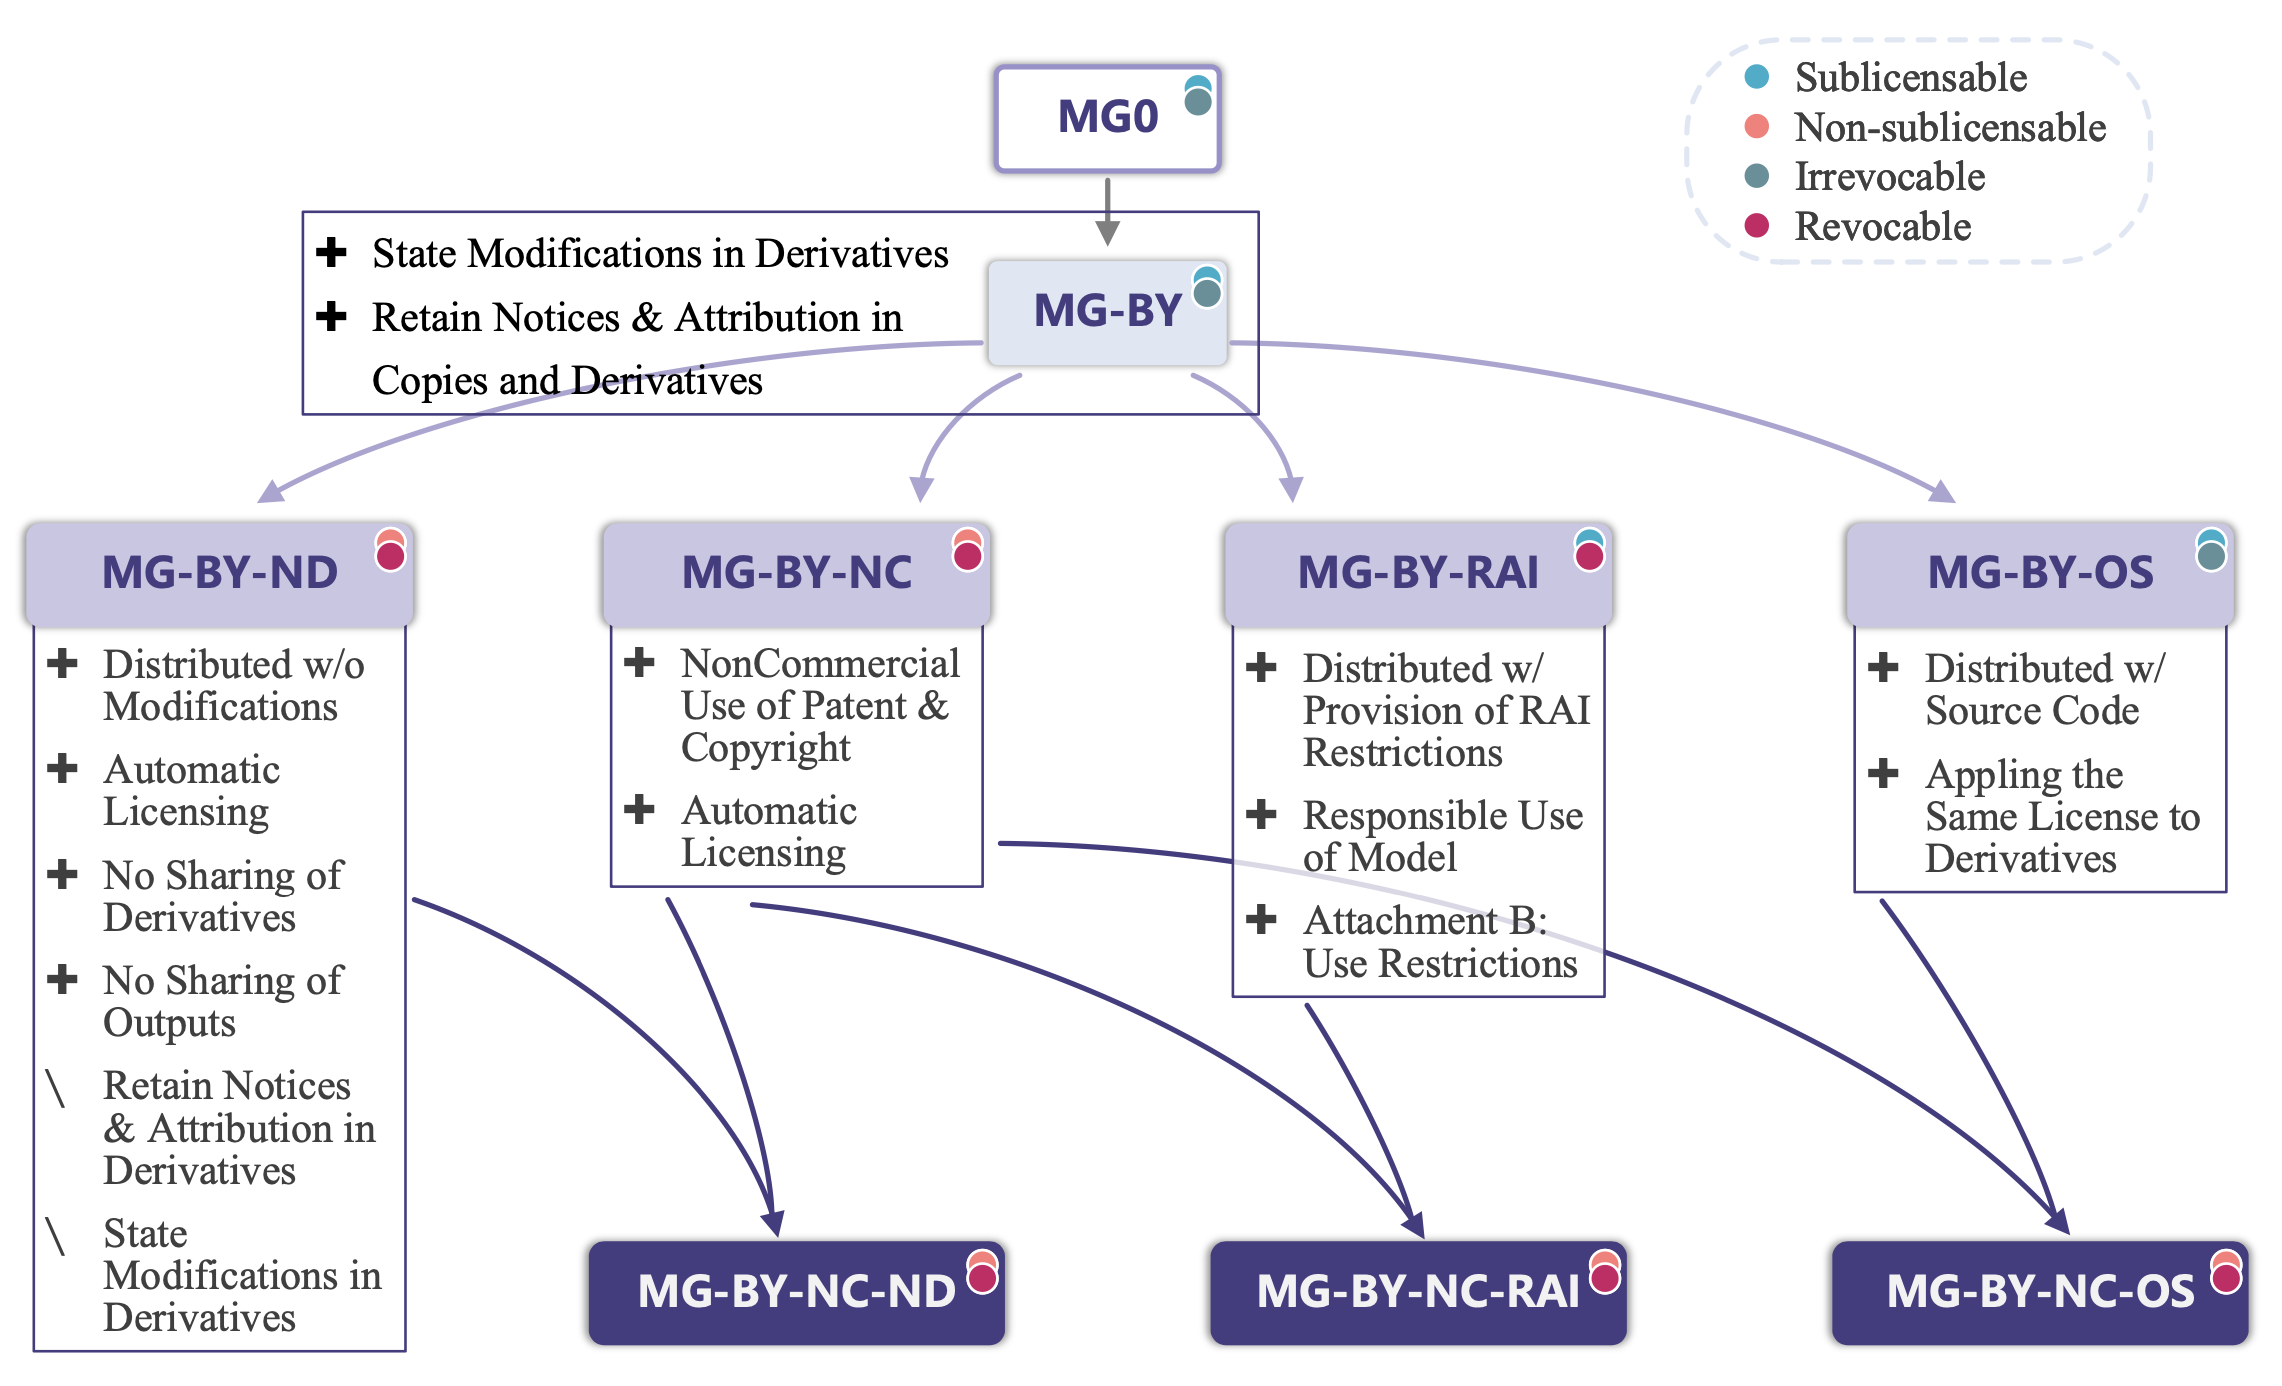 MG0
Sublicensable
Non-sublicensable
Irrevocable
Revocable
✚ State Modifications in Derivatives
✚ Retain Notices & Attribution in
Copies and Derivatives
MG-BY
MG-BY-ND
✚ Distributed w/o
Modifications
✚ Automatic
Licensing
✚ No Sharing of
Derivatives
✚ No Sharing of
Outputs
\ Retain Notices
& Attribution in
Derivatives
\ State
Modifications in
Derivatives
MG-BY-NC
✚ NonCommercial
Use of Patent &
Copyright
✚ Automatic
Licensing
MG-BY-RAI
✚ Distributed w/
Provision of RAI
Restrictions
✚ Responsible Use
of Model
✚ Attachment B:
Use Restrictions
MG-BY-OS
✚ Distributed w/
Source Code
✚ Appling the
Same License to
Derivatives
MG-BY-NC-ND
MG-BY-NC-RAI
MG-BY-NC-OS